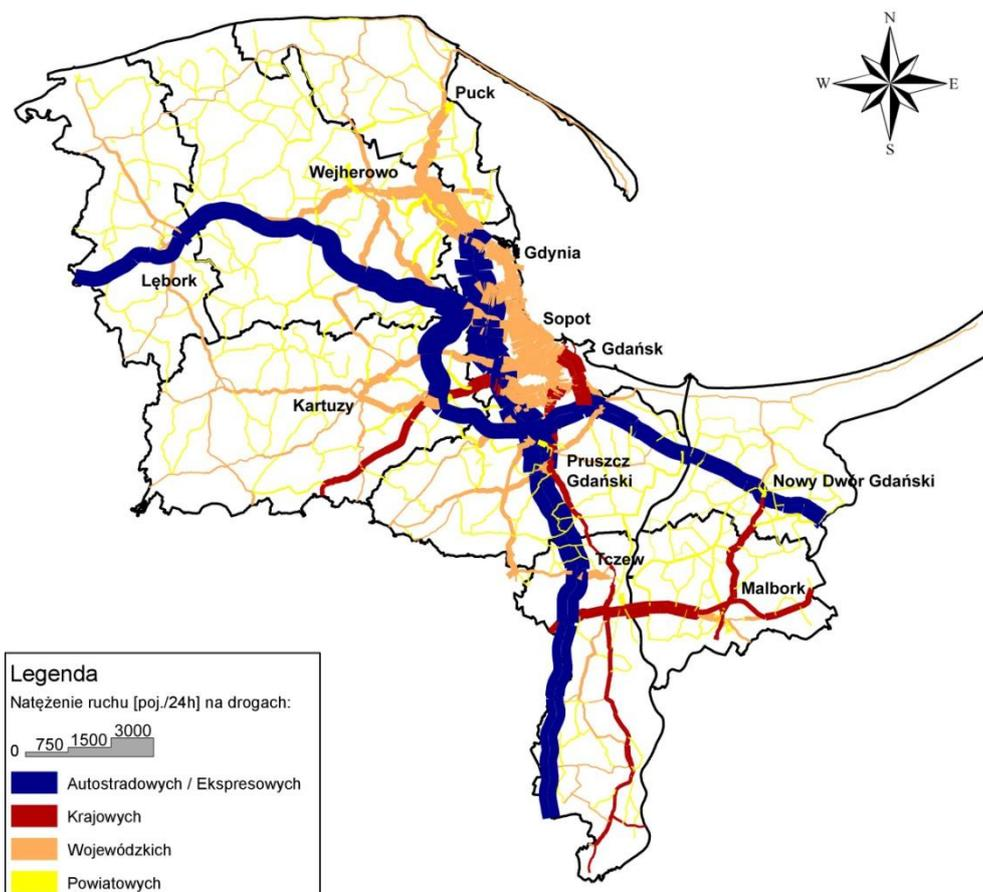 N
W E
S
Puck
Wejherowo
Gdynia
Lębork
Sopot
Gdańsk
Kartuzy
Pruszcz
Gdański
Nowy Dwór Gdański
Tczew
Malbork
Legenda
Natężenie ruchu [poj./24h] na drogach:
0 750 1500 3000
Autostradowych / Ekspresowych
Krajowych
Wojewódzkich
Powiatowych